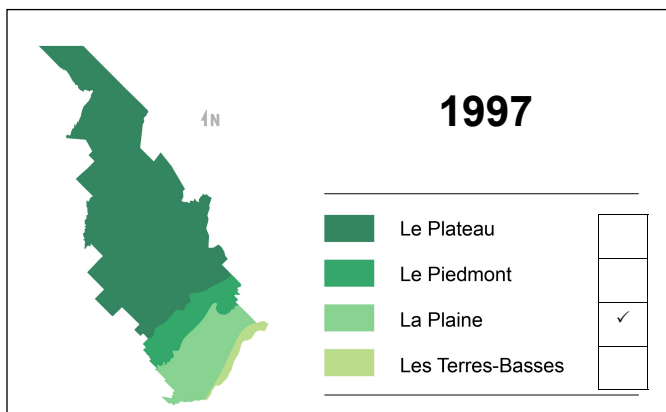 N
1997
Le Plateau
Le Piedmont
La Plaine
✓
Les Terres-Basses